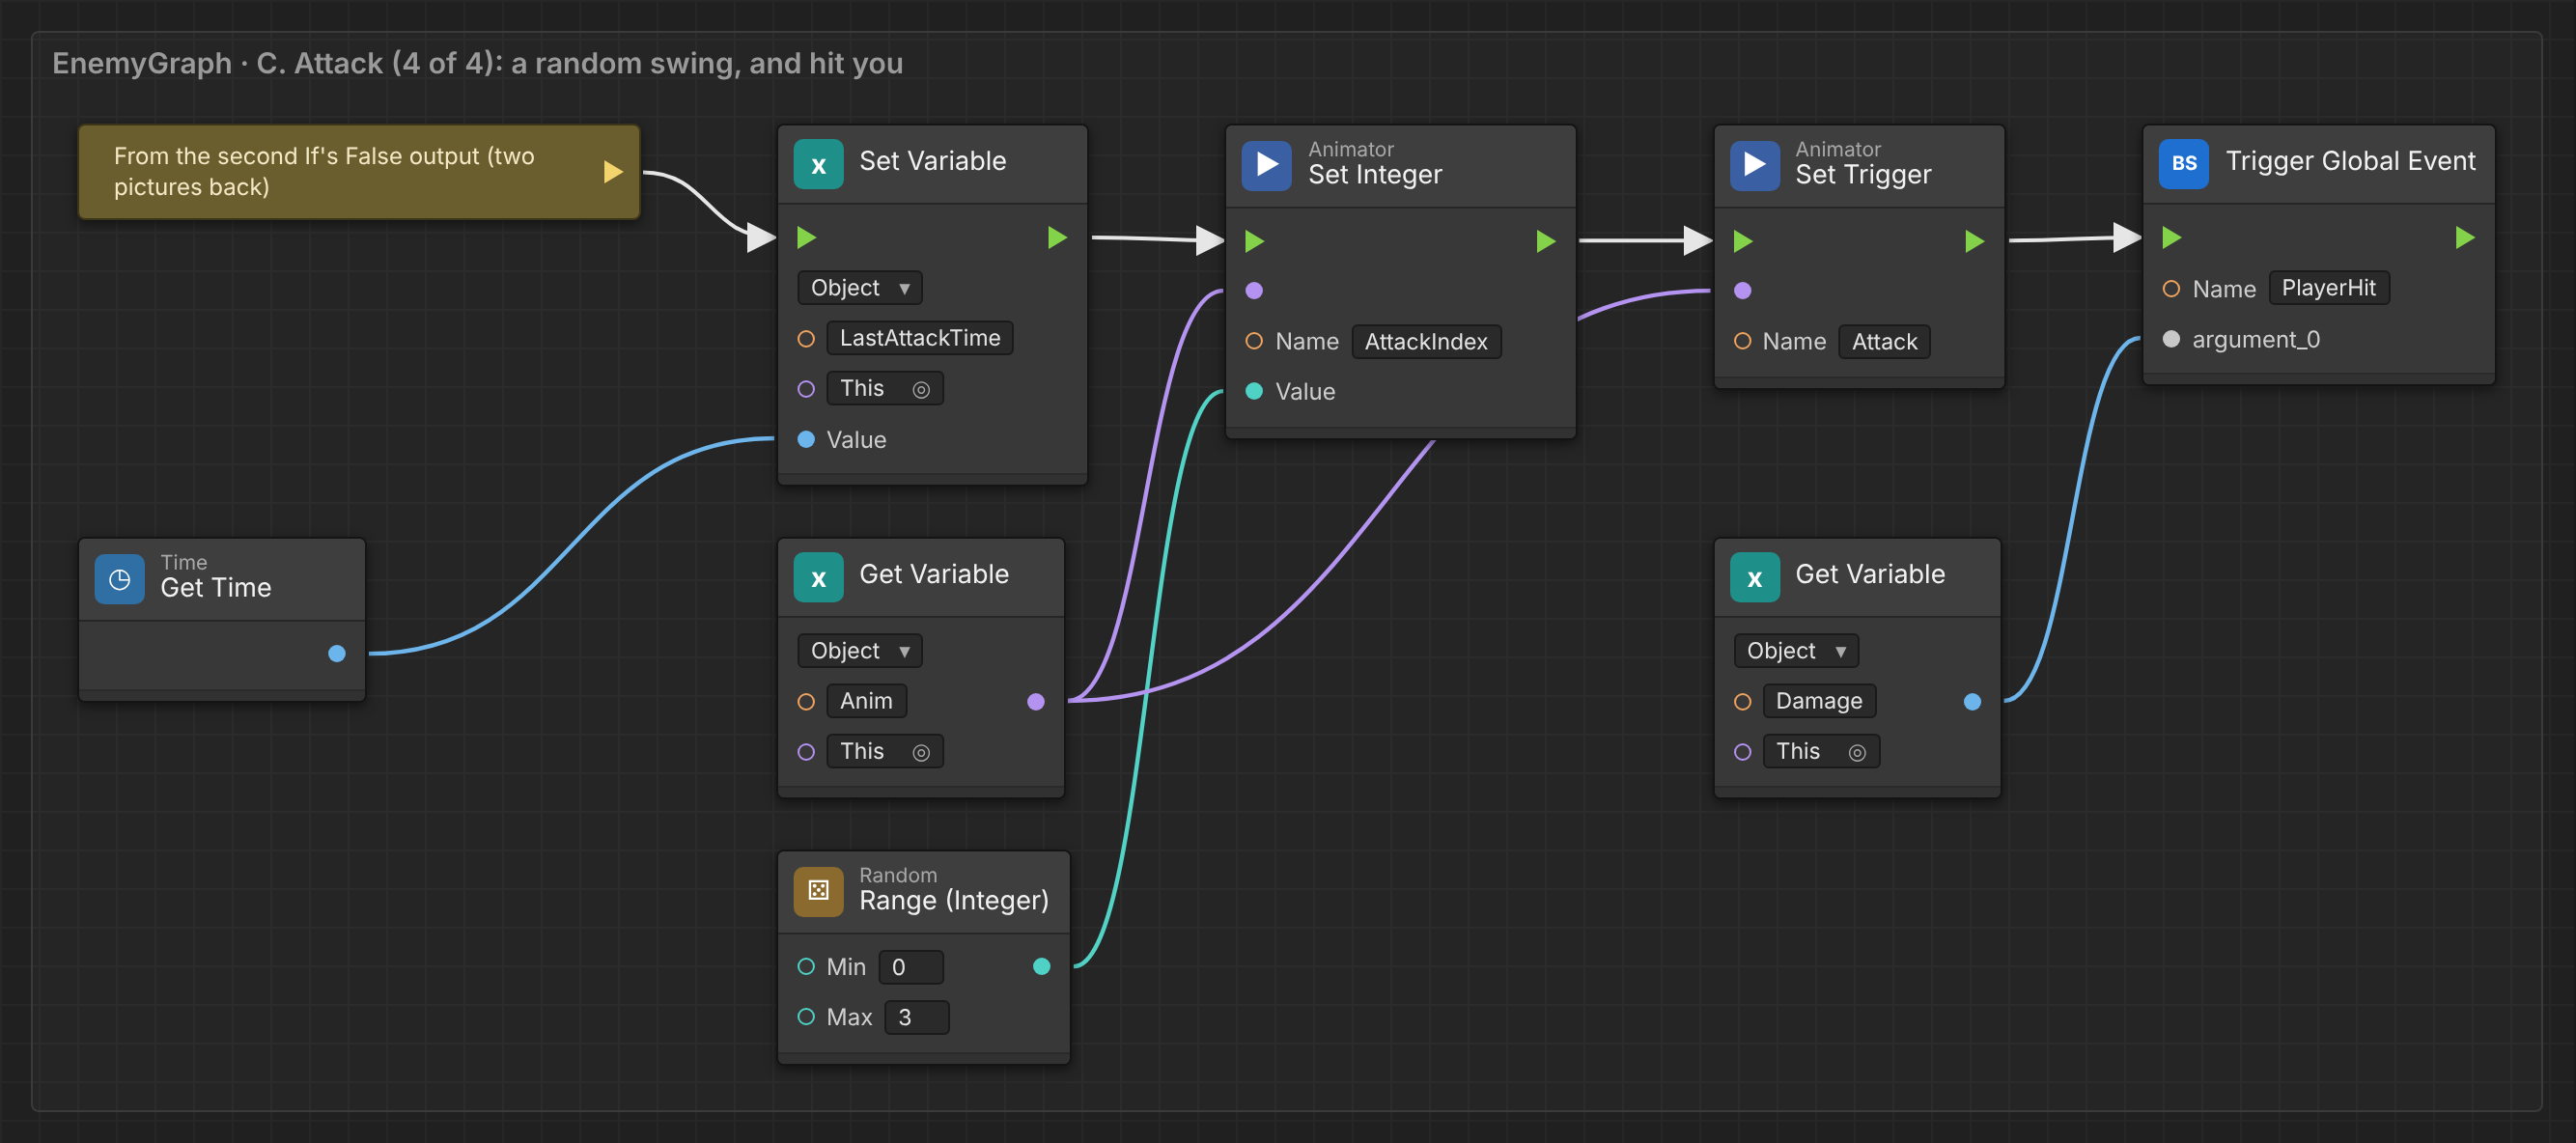 EnemyGraph · C. Attack (4 of 4): a random swing, and hit you
From the second If's False output (two
pictures back)
x
Set Variable
Object
LastAttackTime
This
Value
Animator
Set Integer
Name AttackIndex
Value
Animator
Set Trigger
Name Attack
BS
Trigger Global Event
Name PlayerHit
argument_0
Time
Get Time
x
Get Variable
Object
Anim
This
x
Get Variable
Object
Damage
This
Random
Range (Integer)
Min 0
Max 3